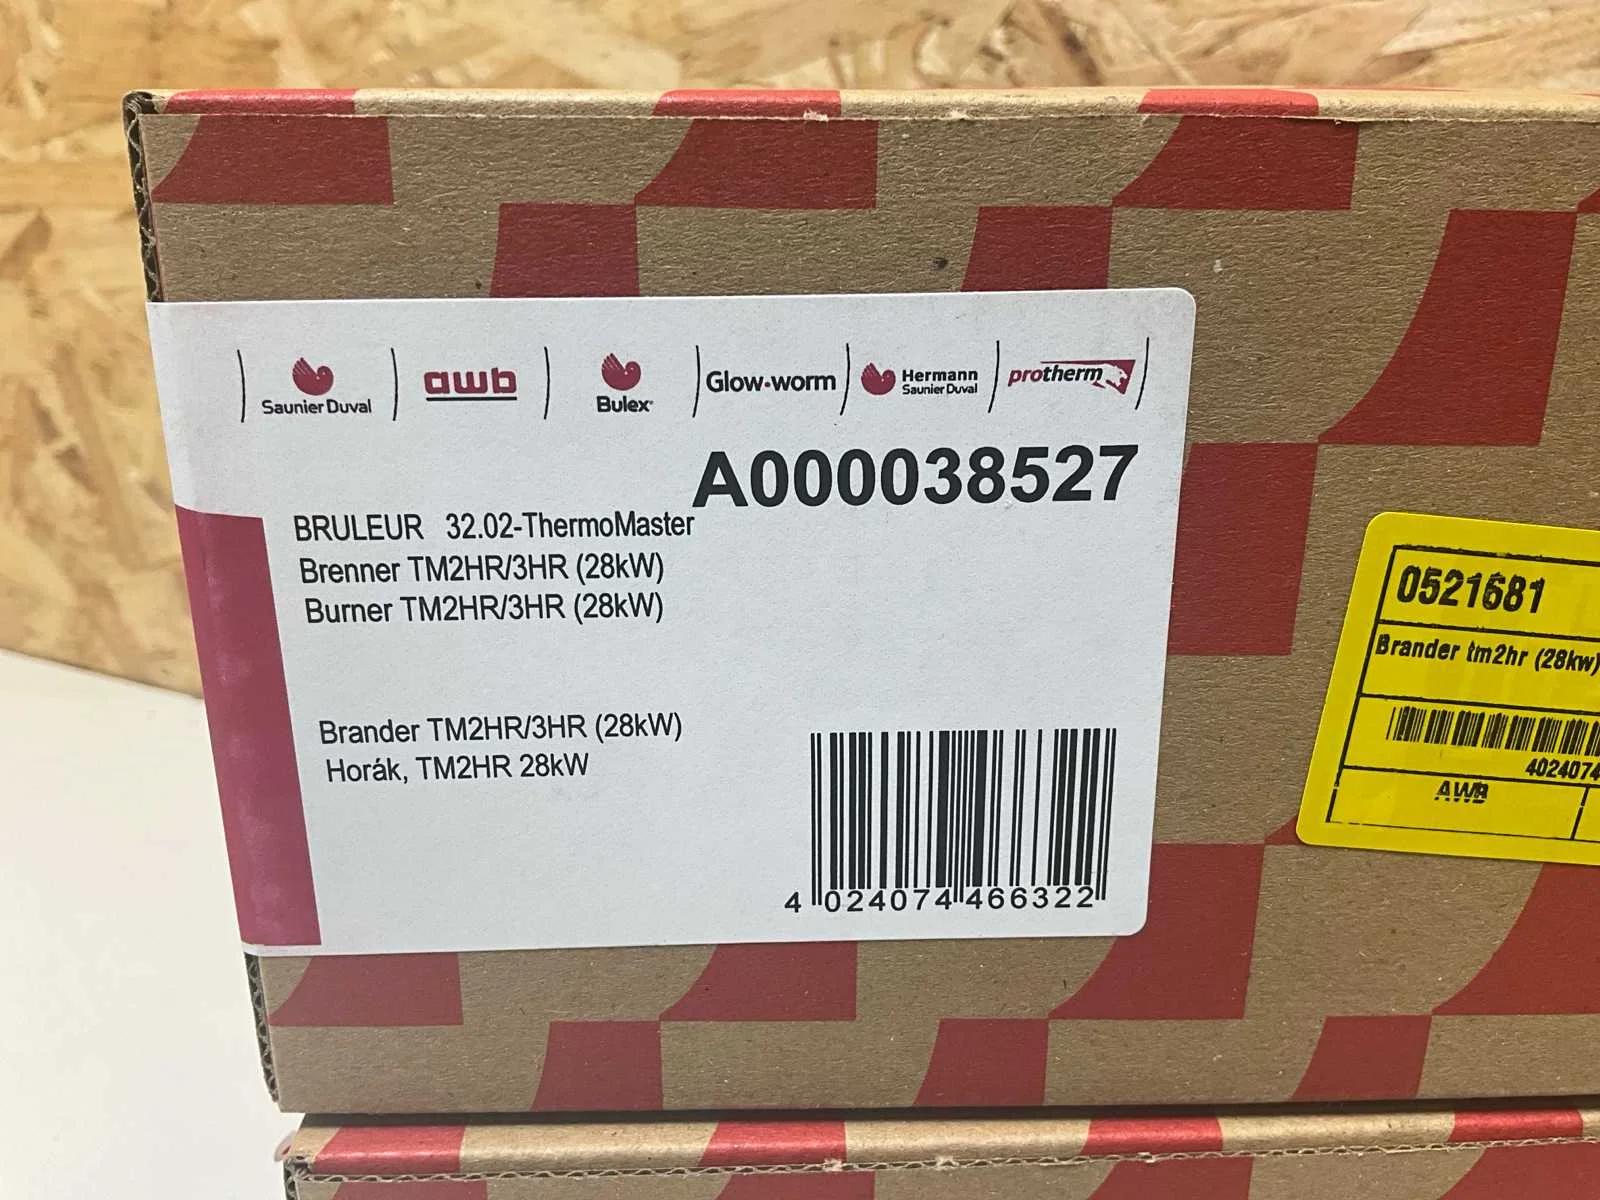 Saunier Duval
awb
Bulex
Glow-worm
Hermann
Saunier Duval
protherm
A000038527
BRULEUR 32.02-ThermoMaster
Brenner TM2HR/3HR (28kW)
Burner TM2HR/3HR (28kW)
Brander TM2HR/3HR (28kW)
Horák, TM2HR 28kW
4 024074 466322
0521681
Brander tm2hr (28kw)
4024074
AWB